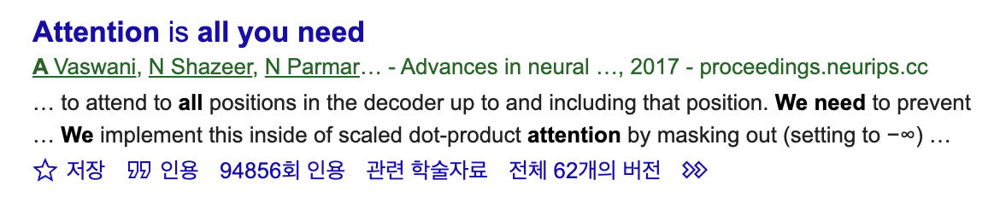 Attention is all you need
A Vaswani, N Shazeer, N Parmar… - Advances in neural …, 2017 - proceedings.neurips.cc
… to attend to all positions in the decoder up to and including that position. We need to prevent
… We implement this inside of scaled dot-product attention by masking out (setting to −∞) …
저장 인용 94856회 인용 관련 학술자료 전체 62개의 버전